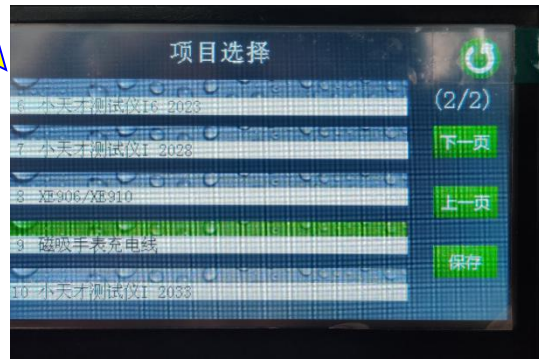 项目选择
(2/2)
6 小天才测试仪I6 2023
7 小天才测试仪I 2028
下一页
8 XE906/XE910
上一页
9 磁吸手表充电线
保存
10 小天才测试仪I 2033